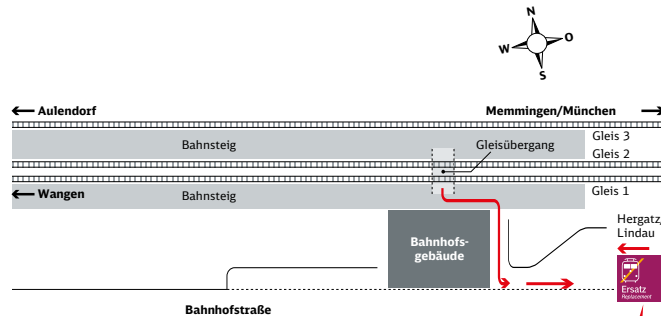 N
W
O
S
Aulendorf
Memmingen/München
Gleis 3
Bahnsteig
Gleisübergang
Gleis 2
Wangen
Bahnsteig
Gleis 1
Hergatz/
Lindau
Bahnhofs-
gebäude
Ersatz
Replacement
Bahnhofstraße